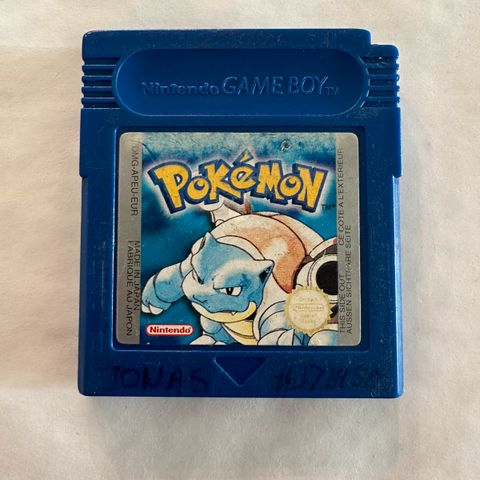 Nintendo GAME BOY TM
DMG-APEU-EUR
MADE IN JAPAN
FABRIQUÉ AU JAPON
POKéMON
TM
THIS SIDE OUT
CE COTE A L'EXTERIEUR
AUSSEN SICHTBARE SEITE
Nintendo
JONAS